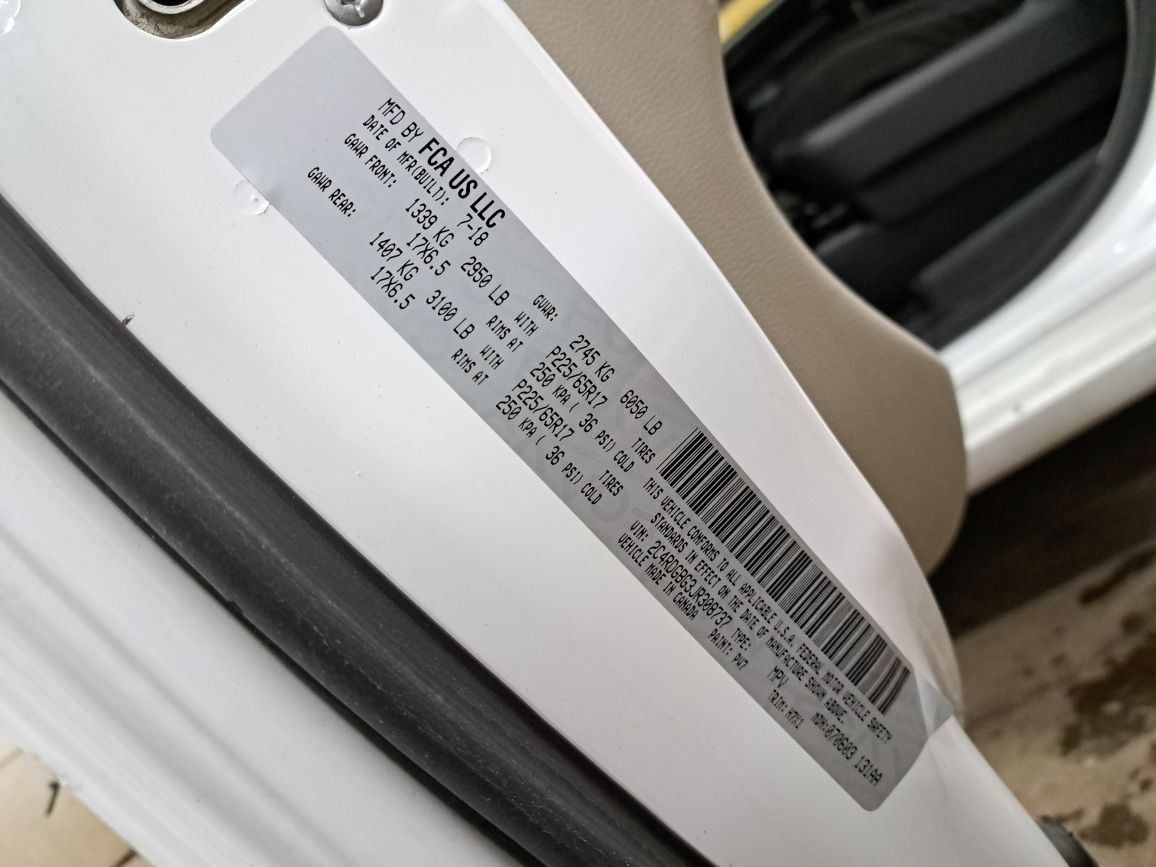 MFD BY FCA US LLC
DATE OF MFR(BUILT): 7-18 GVWR: 2745 KG 6050 LB
GAWR FRONT: 1339 KG 2950 LB WITH P225/65R17 TIRES
17X6.5 RIMS AT 250 KPA ( 36 PSI) COLD
GAWR REAR: 1407 KG 3100 LB WITH P225/65R17 TIRES
17X6.5 RIMS AT 250 KPA ( 36 PSI) COLD
THIS VEHICLE CONFORMS TO ALL APPLICABLE U.S.A. FEDERAL MOTOR VEHICLE SAFETY
STANDARDS IN EFFECT ON THE DATE OF MANUFACTURE SHOWN ABOVE.
VIN: 2C4RDGBG3JR308737 TYPE: MPV MDH:070603 131AA
VEHICLE MADE IN CANADA PAINT: PW7 TRIM: